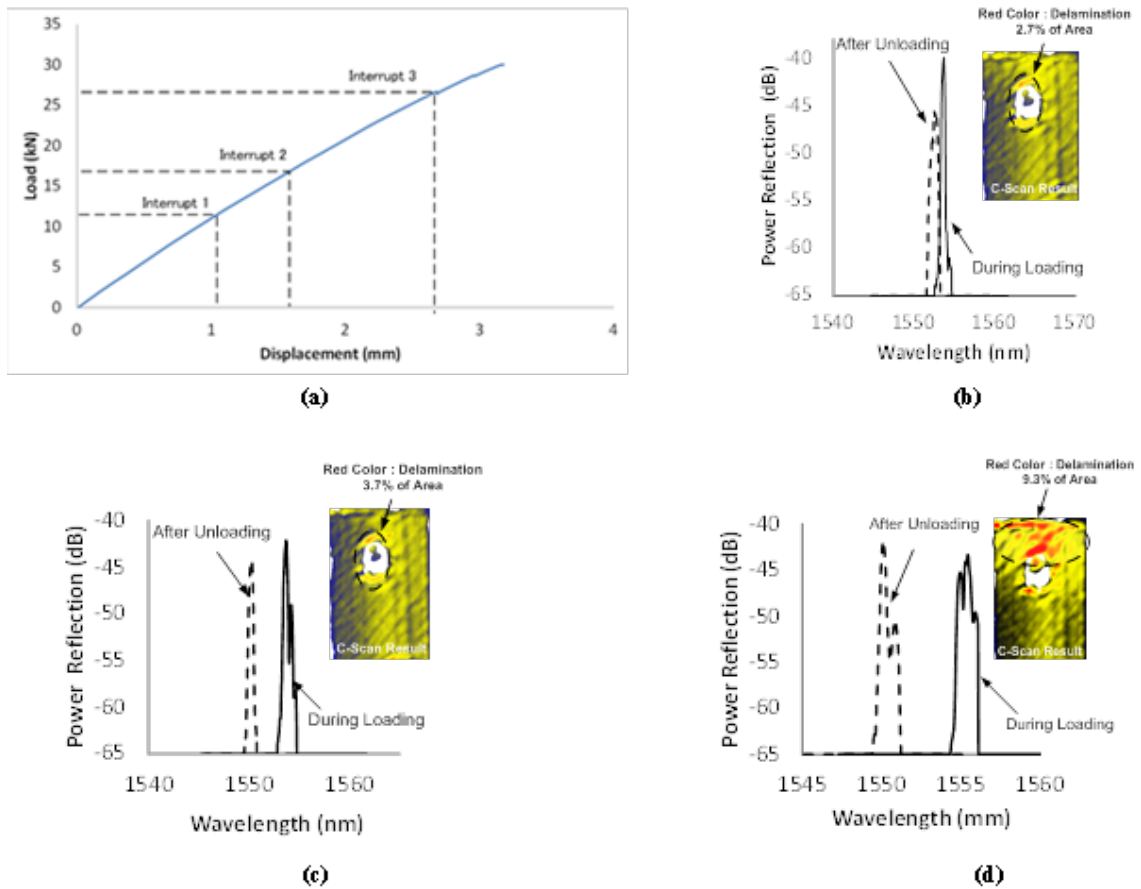 35
30
25
20
15
10
5
0
Load (kN)
Interrupt 3
Interrupt 2
Interrupt 1
0 1 2 3 4
Displacement (mm)
(a)
Red Color : Delamination
2.7% of Area
After Unloading
-40
-45
-50
-55
-60
-65
Power Reflection (dB)
C-Scan Result
During Loading
1540 1550 1560 1570
Wavelength (nm)
(b)
Red Color : Delamination
3.7% of Area
After Unloading
-40
-45
-50
-55
-60
-65
Power Reflection (dB)
C-Scan Result
During Loading
1540 1550 1560
Wavelength (nm)
(c)
Red Color : Delamination
9.3% of Area
After Unloading
-40
-45
-50
-55
-60
-65
Power Reflection (dB)
C-Scan Result
During Loading
1545 1550 1555 1560
Wavelength (mm)
(d)